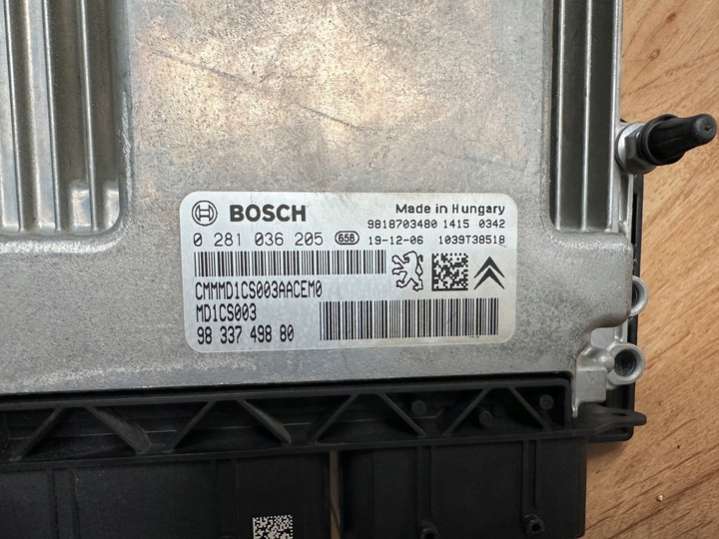 BOSCH
Made in Hungary
9818703480 1415 0342
0 281 036 205 658 19-12-06 1039T38518
CMMMD1CS003AACEM0
MD1CS003
98 337 498 80